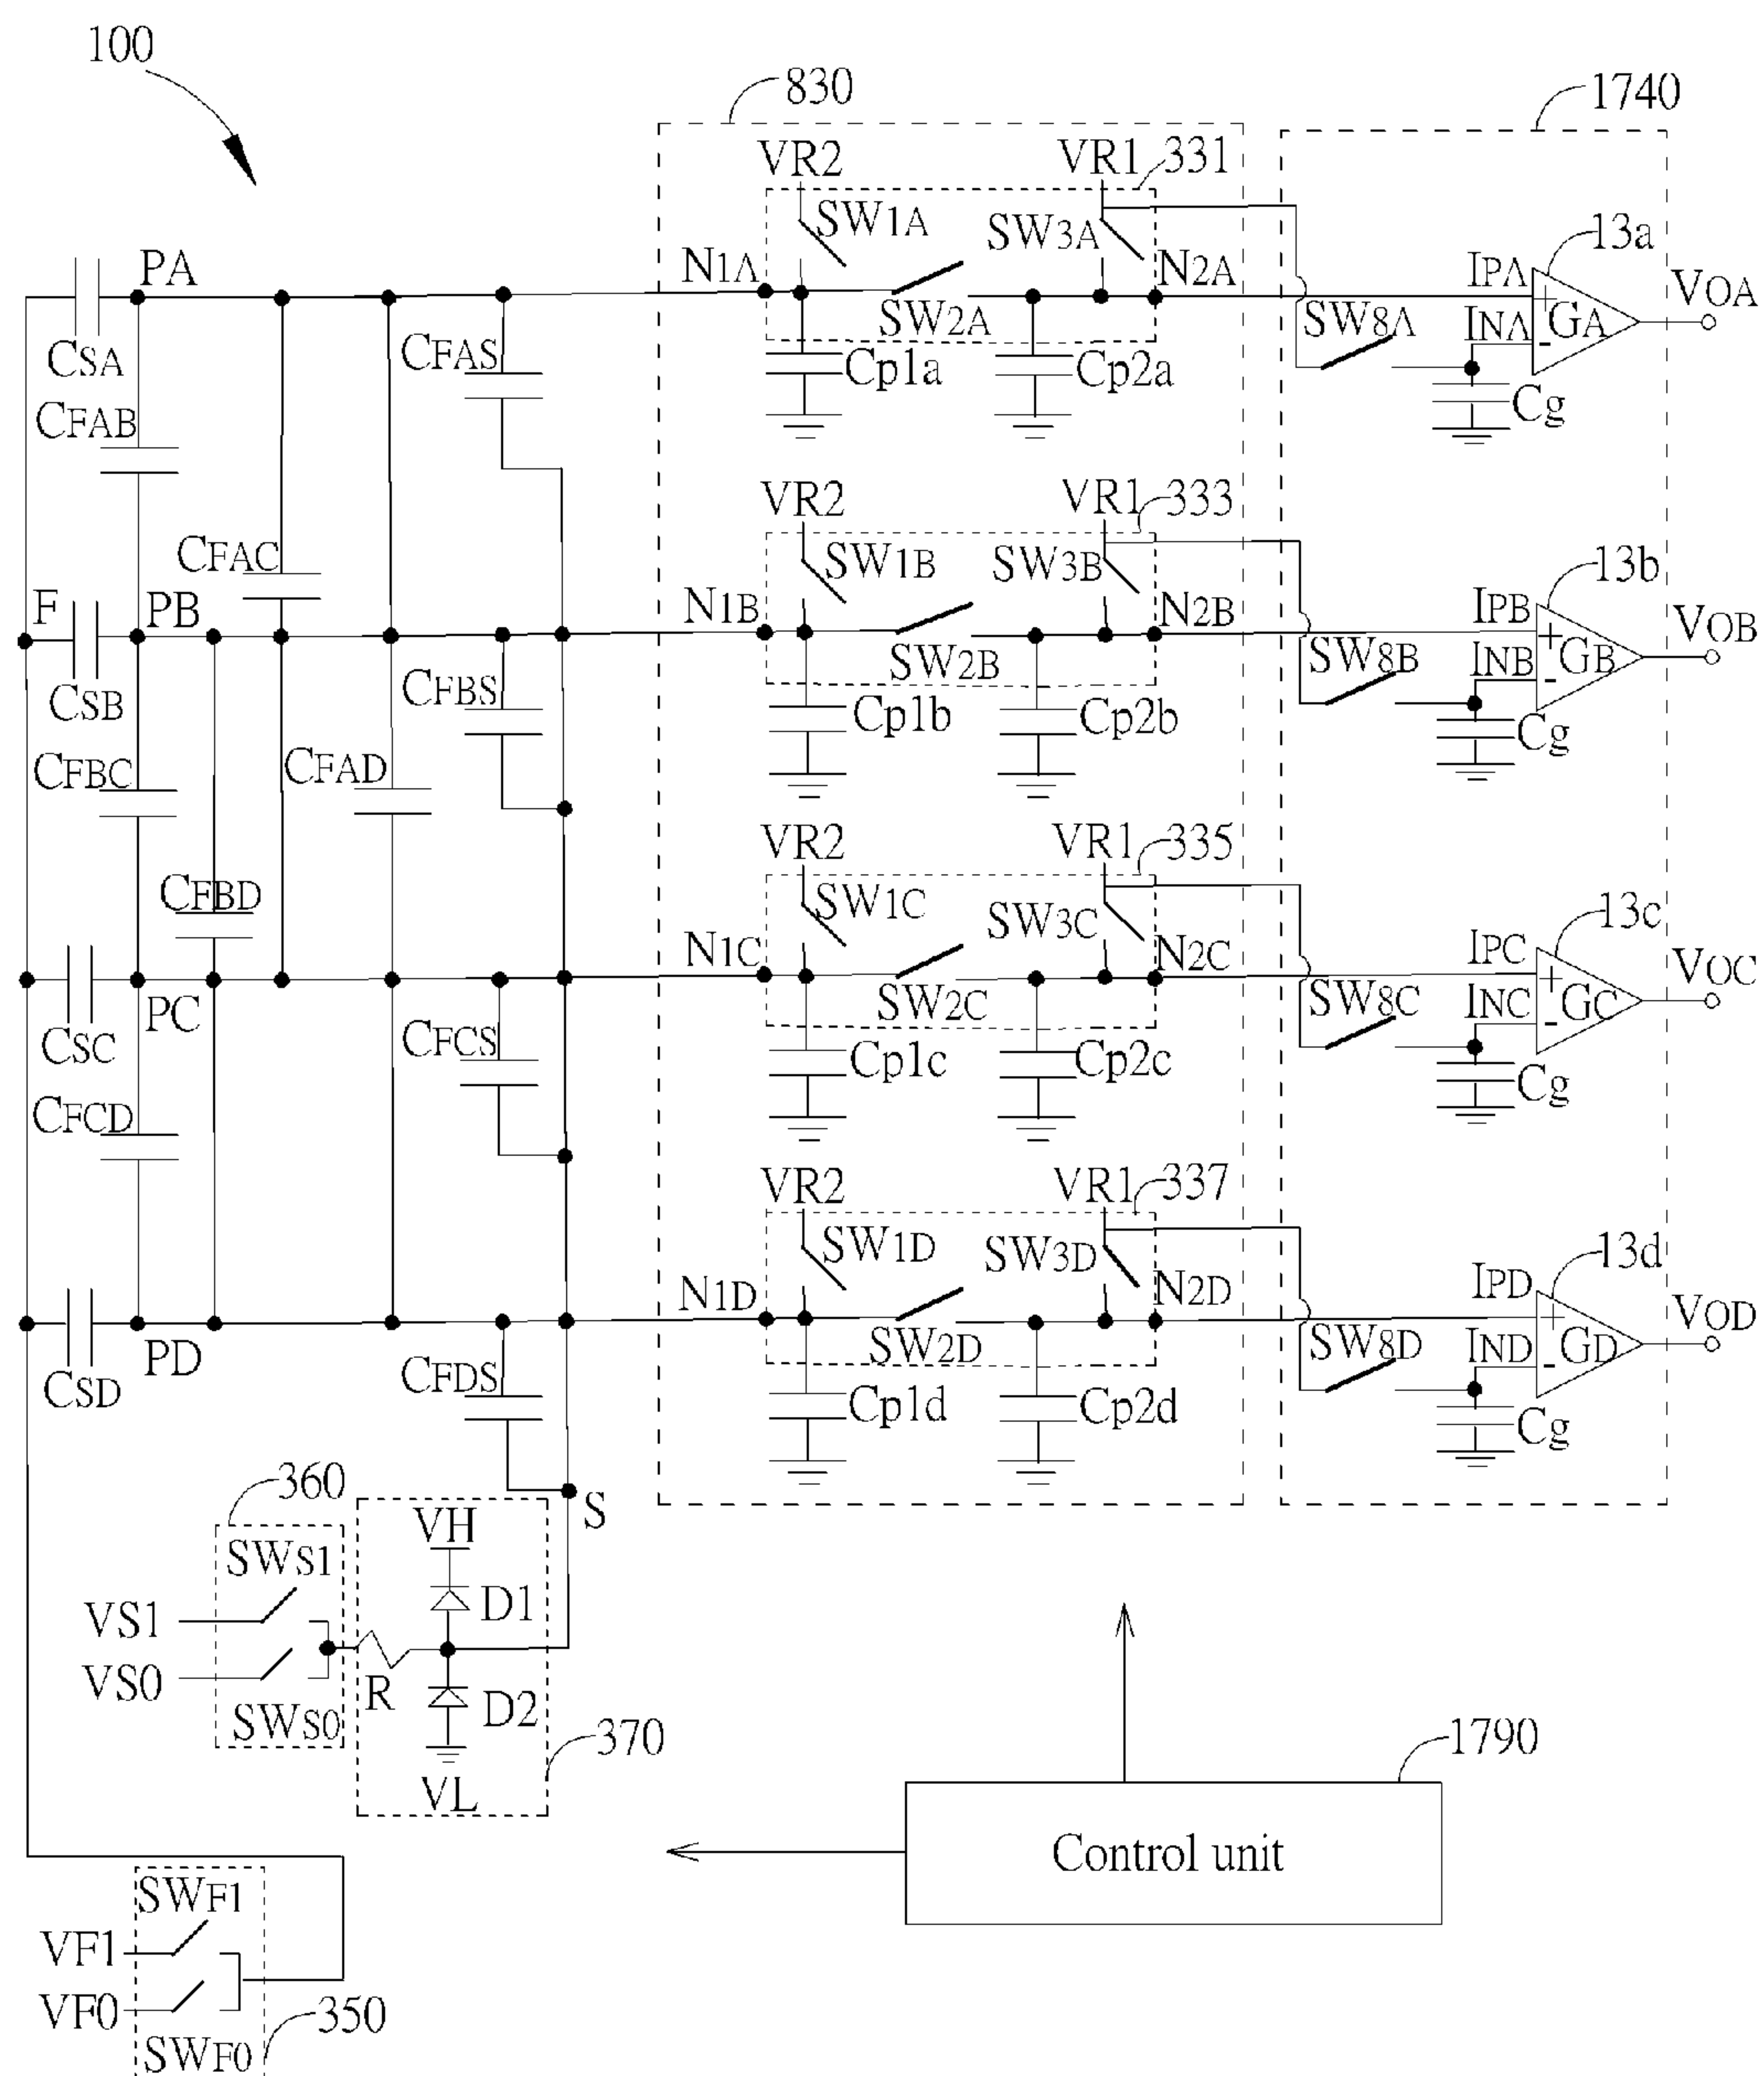 100
830
1740
VR2
VR1
331
SW1A
SW3A
13a
PA
N1A
N2A
IPA
VOA
SW2A
SW8A
INA
GA
+
-
CSA
CFAS
Cp1a
Cp2a
Cg
CFAB
VR2
VR1
333
CFAC
SW1B
SW3B
13b
F
PB
N1B
N2B
IPB
VOB
SW2B
SW8B
INB
GB
+
-
CSB
CFBS
Cp1b
Cp2b
Cg
CFBC
CFAD
VR2
VR1
335
CFBD
SW1C
SW3C
13c
N1C
N2C
IPC
VOC
PC
SW2C
SW8C
INC
GC
+
-
CSC
CFCS
Cp1c
Cp2c
Cg
CFCD
VR2
VR1
337
SW1D
SW3D
13d
N1D
N2D
IPD
VOD
PD
SW2D
SW8D
IND
GD
+
-
CSD
CFDS
Cp1d
Cp2d
Cg
360
S
VH
SWS1
VS1
D1
VS0
R
D2
SWS0
370
VL
1790
Control unit
SWF1
VF1
VF0
350
SWF0